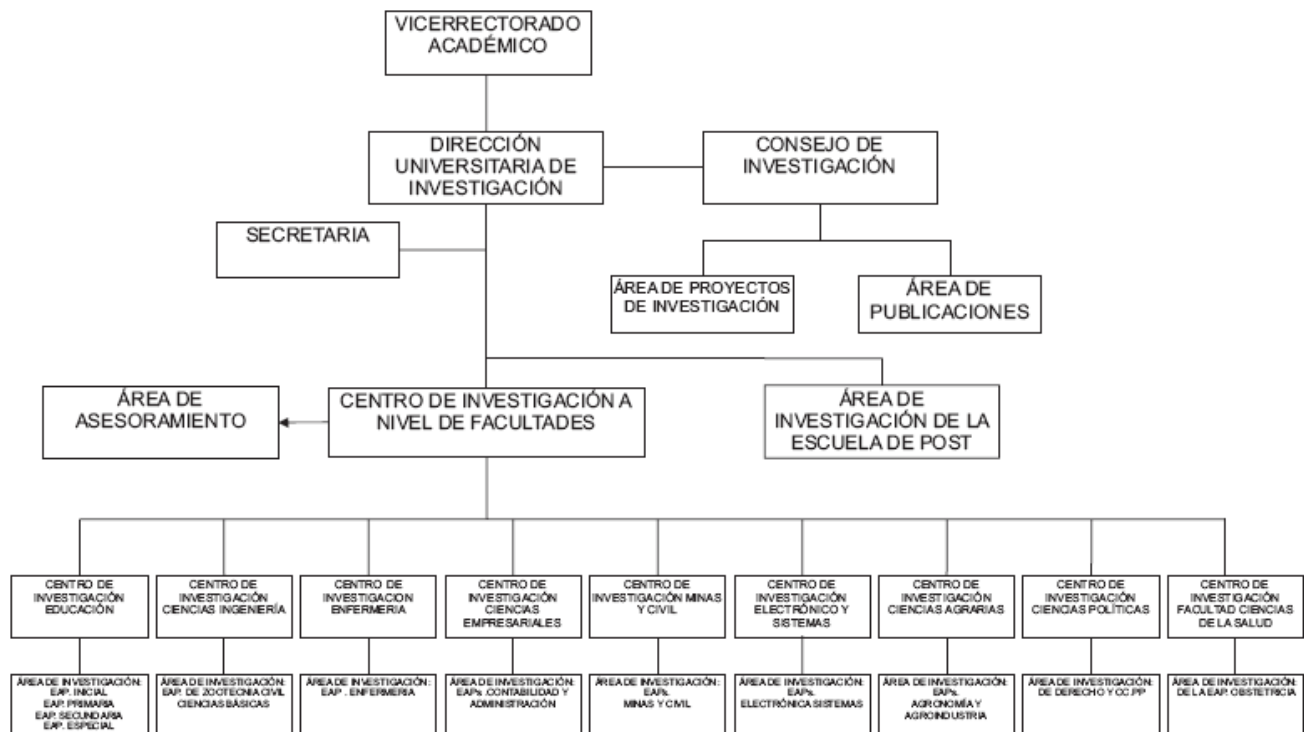 VICERRECTORADO
ACADÉMICO
DIRECCIÓN
UNIVERSITARIA DE
INVESTIGACIÓN
CONSEJO DE
INVESTIGACIÓN
SECRETARIA
ÁREA DE PROYECTOS
DE INVESTIGACIÓN
ÁREA DE
PUBLICACIONES
ÁREA DE
ASESORAMIENTO
CENTRO DE INVESTIGACIÓN A
NIVEL DE FACULTADES
ÁREA DE
INVESTIGACIÓN DE LA
ESCUELA DE POST
CENTRO DE
INVESTIGACIÓN
EDUCACIÓN
CENTRO DE
INVESTIGACIÓN
CIENCIAS INGENIERÍA
CENTRO DE
INVESTIGACION
ENFERMERIA
CENTRO DE
INVESTIGACIÓN
CIENCIAS
EMPRESARIALES
CENTRO DE
INVESTIGACIÓN MINAS
Y CIVIL
CENTRO DE
INVESTIGACIÓN
ELECTRÓNICO Y
SISTEMAS
CENTRO DE
INVESTIGACIÓN
CIENCIAS AGRARIAS
CENTRO DE
INVESTIGACIÓN
CIENCIAS POLÍTICAS
CENTRO DE
INVESTIGACIÓN
FACULTAD CIENCIAS
DE LA SALUD
ÁREA DE INVESTIGACIÓN:
EAP. INICIAL
EAP. PRIMARIA
EAP. SECUNDARIA
EAP. ESPECIAL
ÁREA DE INVESTIGACIÓN:
EAP. DE ZOOTECNIA CIVIL
CIENCIAS BÁSICAS
ÁREA DE INVESTIGACIÓN:
EAP . ENFERMERIA
ÁREA DE INVESTIGACIÓN:
EAPs .CONTABILIDAD Y
ADMINISTRACIÓN
ÁREA DE INVESTIGACIÓN:
EAPs.
MINAS Y CIVIL
ÁREA DE INVESTIGACIÓN:
EAPs.
ELECTRÓNICA SISTEMAS
ÁREA DE INVESTIGACIÓN:
EAPs.
AGRONOMÍA Y
AGROINDUSTRIA
ÁREA DE INVESTIGACIÓN:
DE DERECHO Y CC.PP
ÁREA DE INVESTIGACIÓN:
DE LA EAP. OBSTETRICIA